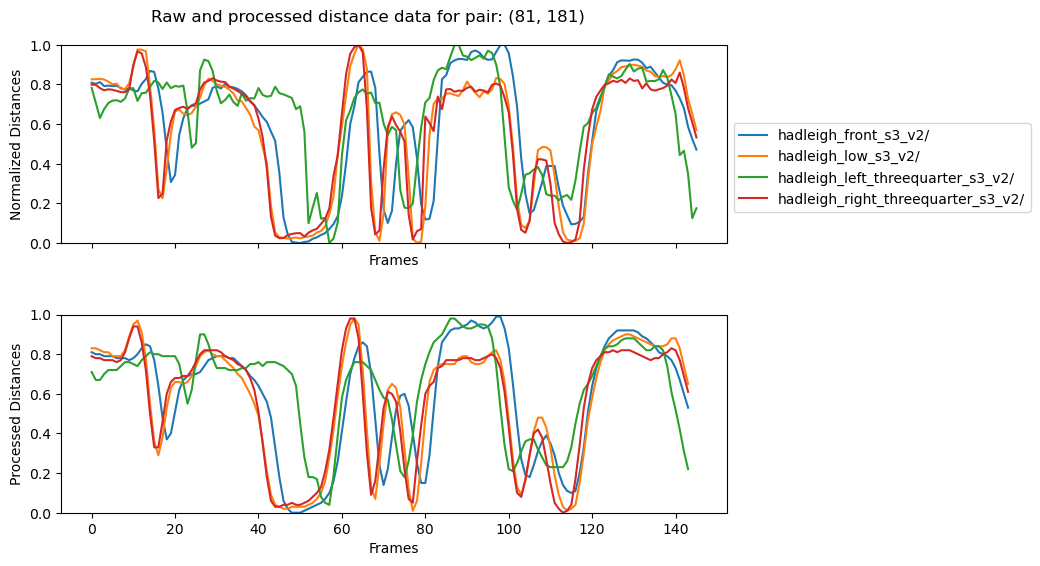 Raw and processed distance data for pair: (81, 181)
1.0
0.8
0.6
0.4
0.2
0.0
Normalized Distances
Frames
hadleigh_front_s3_v2/
hadleigh_low_s3_v2/
hadleigh_left_threequarter_s3_v2/
hadleigh_right_threequarter_s3_v2/
1.0
0.8
0.6
0.4
0.2
0.0
Processed Distances
0 20 40 60 80 100 120 140
Frames